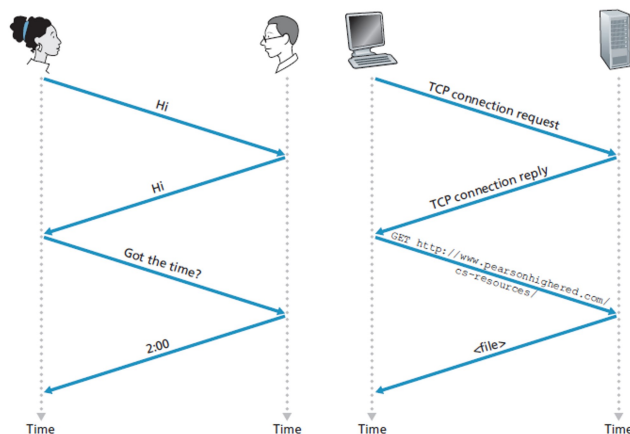 Hi
Hi
Got the time?
2:00
Time
Time
TCP connection request
TCP connection reply
GET http://www.pearsonhighered.com/
cs-resources/
<file>
Time
Time